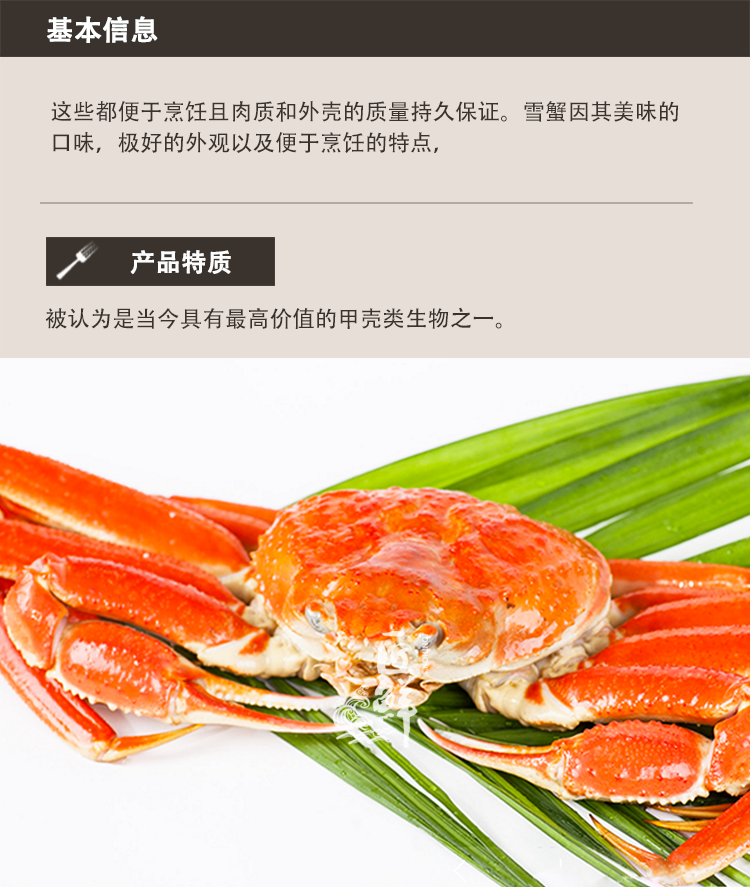 基本信息
这些都便于烹饪且肉质和外壳的质量持久保证。雪蟹因其美味的
口味，极好的外观以及便于烹饪的特点，
产品特质
被认为是当今具有最高价值的甲壳类生物之一。